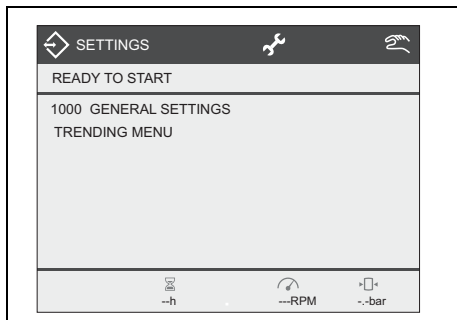 SETTINGS
READY TO START
1000 GENERAL SETTINGS
TRENDING MENU
--h ---RPM -.-bar